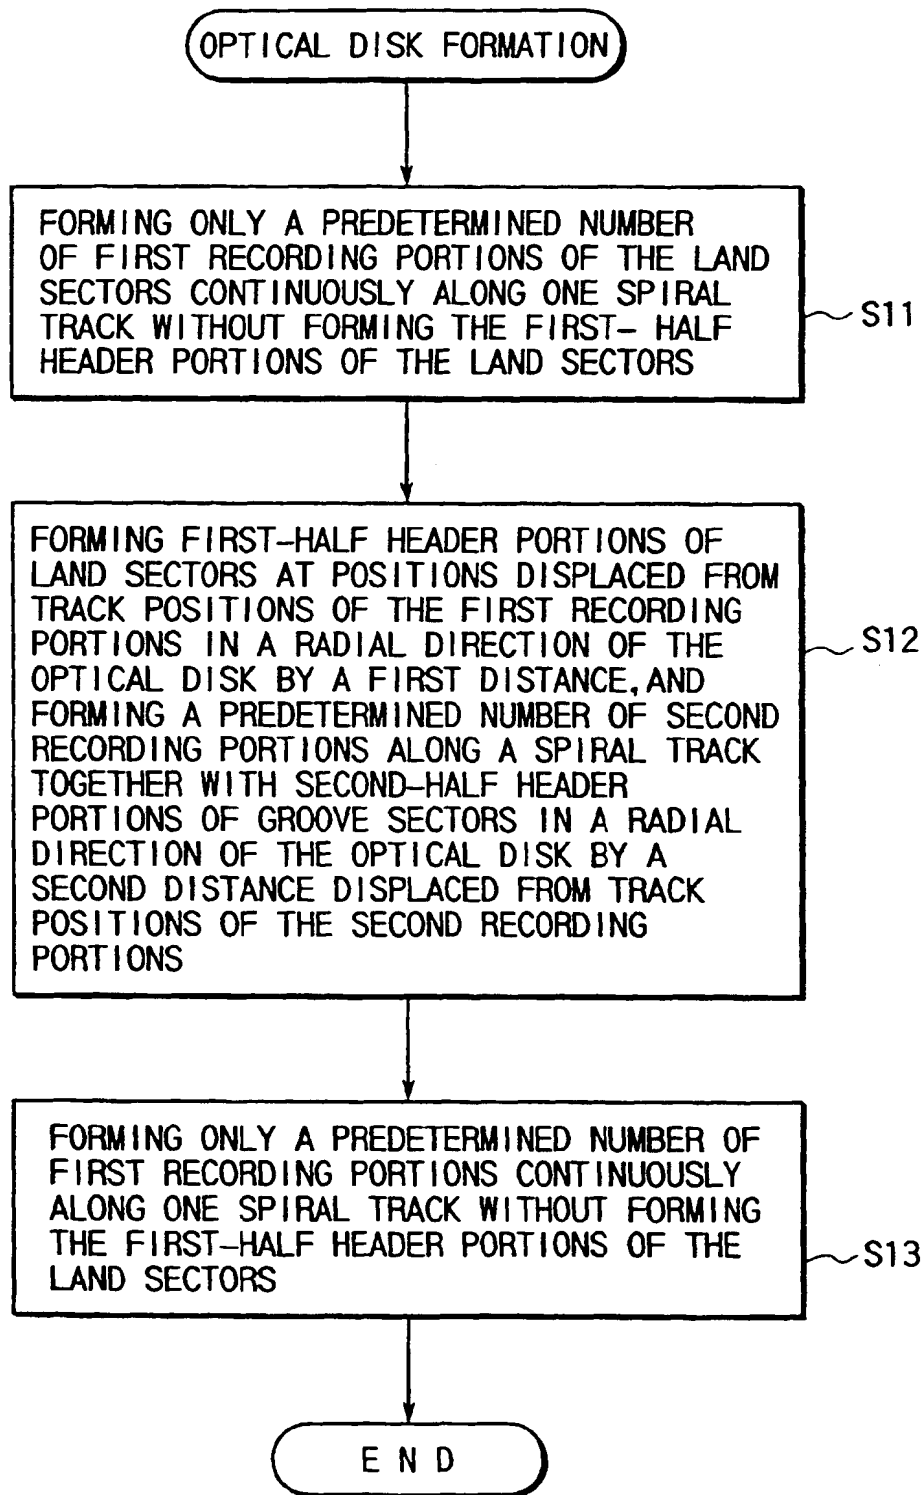 OPTICAL DISK FORMATION
FORMING ONLY A PREDETERMINED NUMBER
OF FIRST RECORDING PORTIONS OF THE LAND
SECTORS CONTINUOUSLY ALONG ONE SPIRAL
TRACK WITHOUT FORMING THE FIRST- HALF
HEADER PORTIONS OF THE LAND SECTORS
S11
FORMING FIRST-HALF HEADER PORTIONS OF
LAND SECTORS AT POSITIONS DISPLACED FROM
TRACK POSITIONS OF THE FIRST RECORDING
PORTIONS IN A RADIAL DIRECTION OF THE
OPTICAL DISK BY A FIRST DISTANCE, AND
FORMING A PREDETERMINED NUMBER OF SECOND
RECORDING PORTIONS ALONG A SPIRAL TRACK
TOGETHER WITH SECOND-HALF HEADER
PORTIONS OF GROOVE SECTORS IN A RADIAL
DIRECTION OF THE OPTICAL DISK BY A
SECOND DISTANCE DISPLACED FROM TRACK
POSITIONS OF THE SECOND RECORDING
PORTIONS
S12
FORMING ONLY A PREDETERMINED NUMBER OF
FIRST RECORDING PORTIONS CONTINUOUSLY
ALONG ONE SPIRAL TRACK WITHOUT FORMING
THE FIRST-HALF HEADER PORTIONS OF THE
LAND SECTORS
S13
END